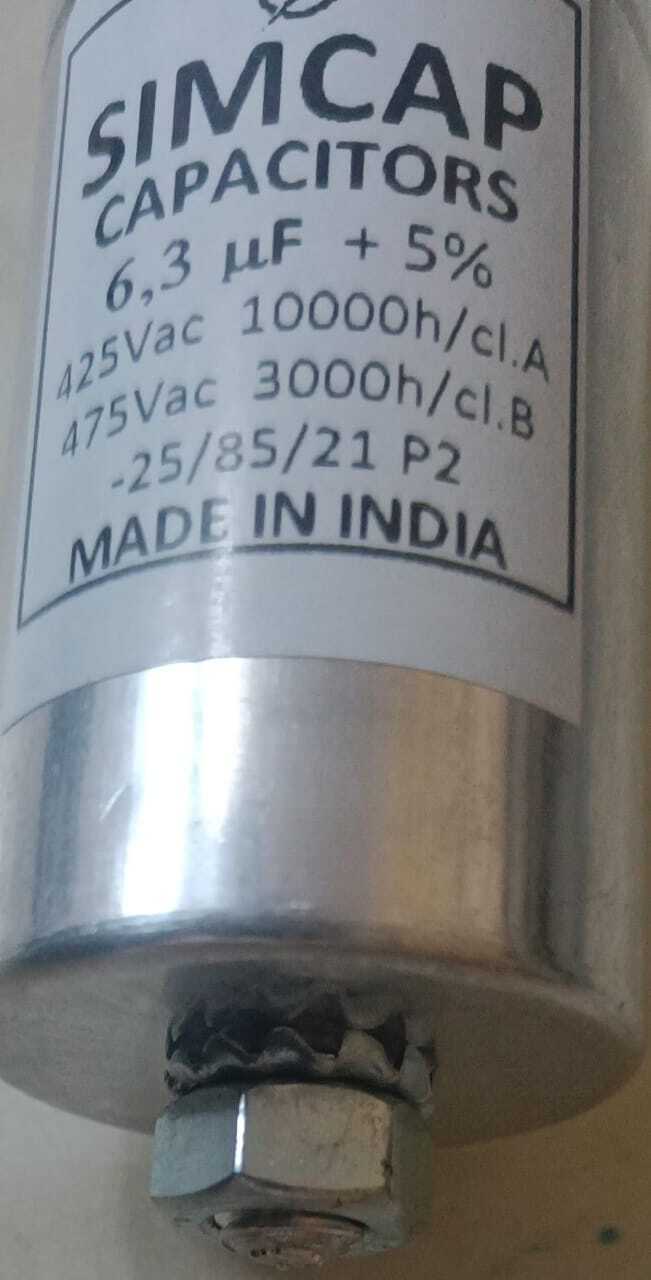 SIMCAP
CAPACITORS
6,3 µF + 5%
425Vac 10000h/cl.A
475Vac 3000h/cl.B
-25/85/21 P2
MADE IN INDIA